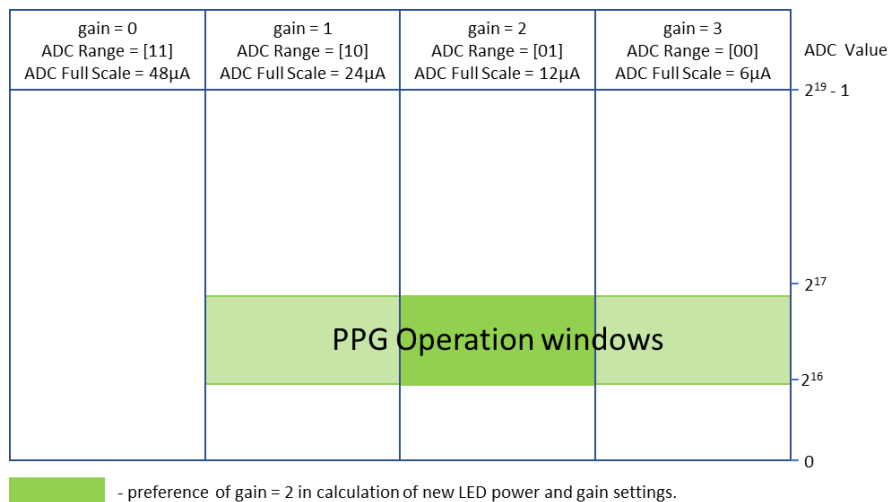 gain = 0
ADC Range = [11]
ADC Full Scale = 48µA
gain = 1
ADC Range = [10]
ADC Full Scale = 24µA
gain = 2
ADC Range = [01]
ADC Full Scale = 12µA
gain = 3
ADC Range = [00]
ADC Full Scale = 6µA
ADC Value
2¹⁹ - 1
2¹⁷
PPG Operation windows
2¹⁶
0
- preference of gain = 2 in calculation of new LED power and gain settings.